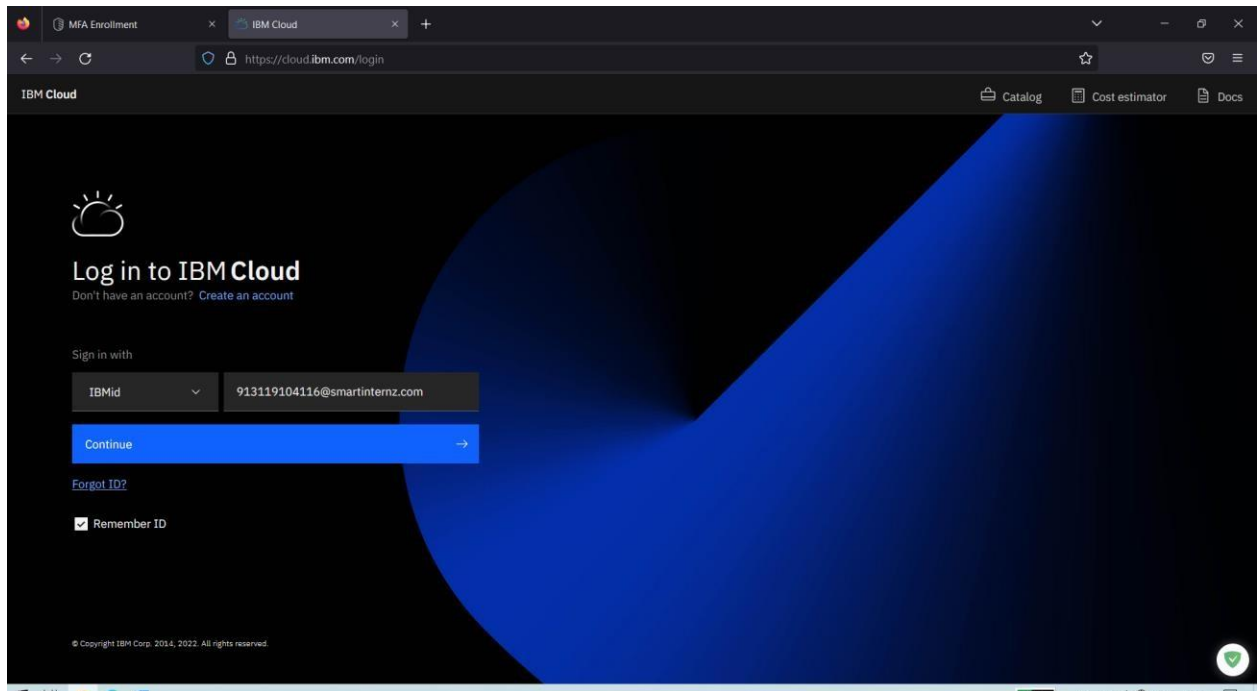 MFA Enrollment
IBM Cloud
https://cloud.ibm.com/login
IBM Cloud
Catalog
Cost estimator
Docs
Log in to IBM Cloud
Don't have an account? Create an account
Sign in with
IBMid
913119104116@smartinternz.com
Continue
Forgot ID?
Remember ID
© Copyright IBM Corp. 2014, 2022. All rights reserved.